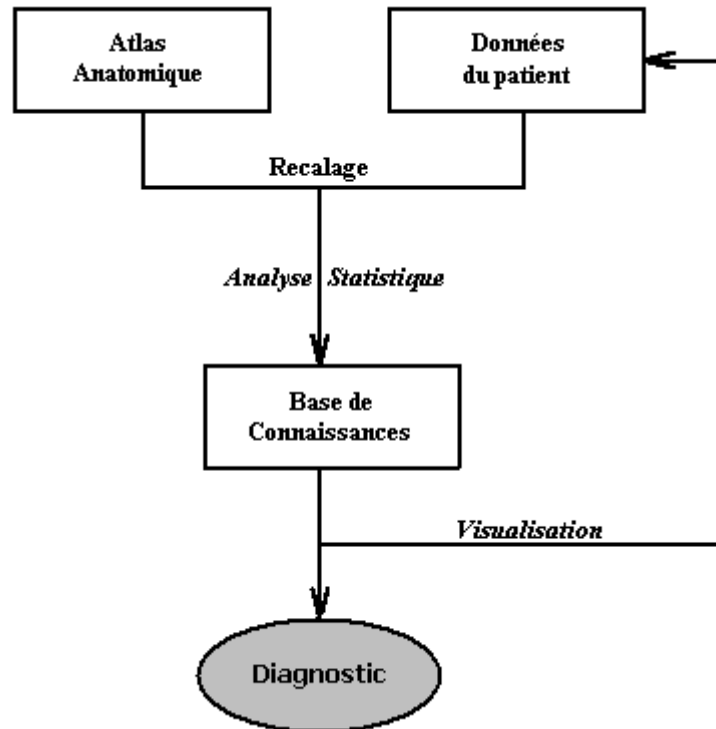 Atlas
Anatomique
Données
du patient
Recalage
Analyse Statistique
Base de
Connaissances
Visualisation
Diagnostic